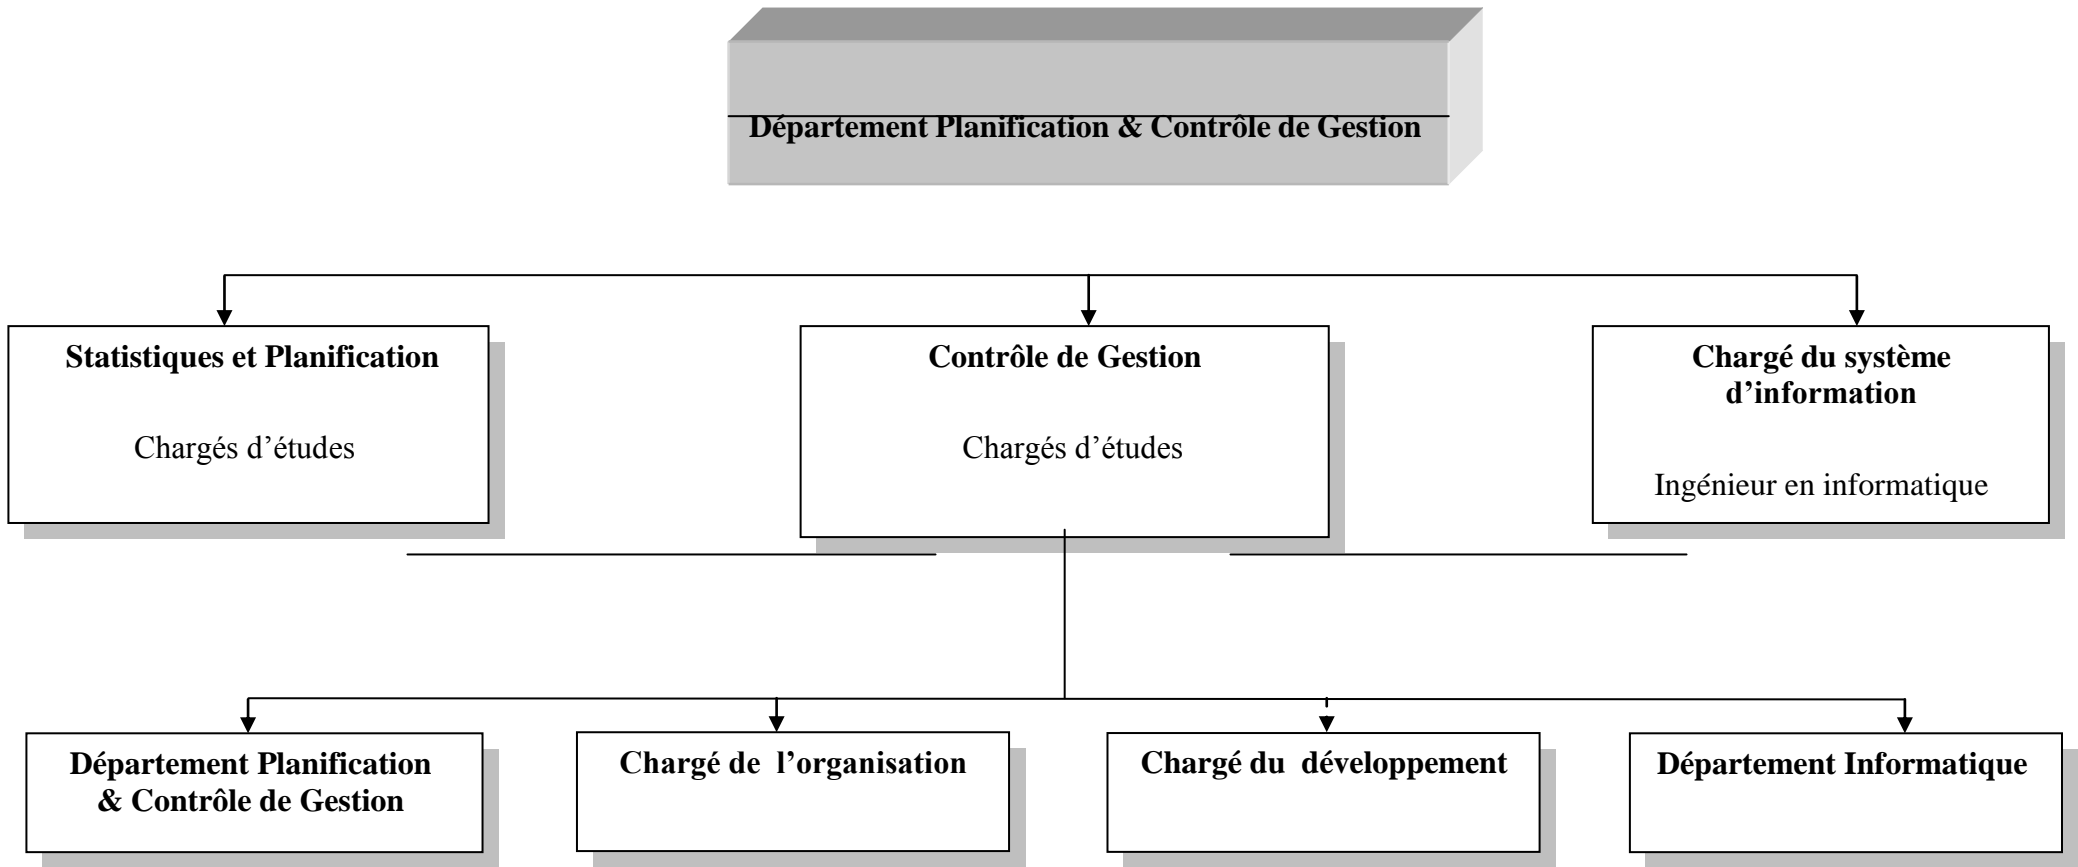 Département Planification & Contrôle de Gestion
Statistiques et Planification
Chargés d’études
Contrôle de Gestion
Chargés d’études
Chargé du système
d’information
Ingénieur en informatique
Département Planification
& Contrôle de Gestion
Chargé de l’organisation
Chargé du développement
Département Informatique